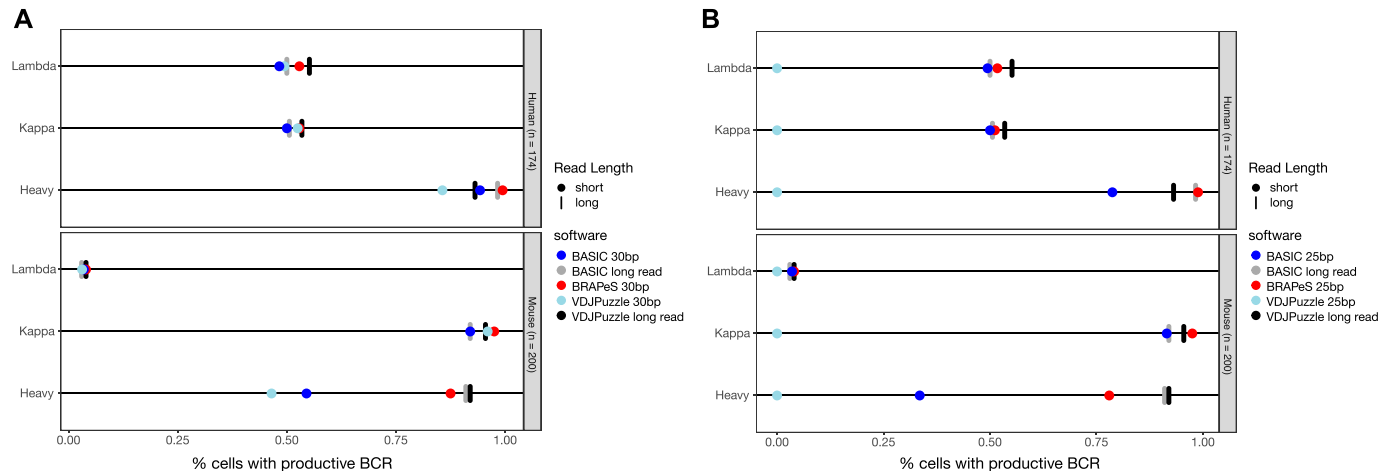 A
Lambda
Kappa
Heavy
Human (n = 174)
Lambda
Kappa
Heavy
Mouse (n = 200)
0.00
0.25
0.50
0.75
1.00
% cells with productive BCR
Read Length
short
long
software
BASIC 30bp
BASIC long read
BRAPeS 30bp
VDJPuzzle 30bp
VDJPuzzle long read
B
Lambda
Kappa
Heavy
Human (n = 174)
Lambda
Kappa
Heavy
Mouse (n = 200)
0.00
0.25
0.50
0.75
1.00
% cells with productive BCR
Read Length
short
long
software
BASIC 25bp
BASIC long read
BRAPeS 25bp
VDJPuzzle 25bp
VDJPuzzle long read